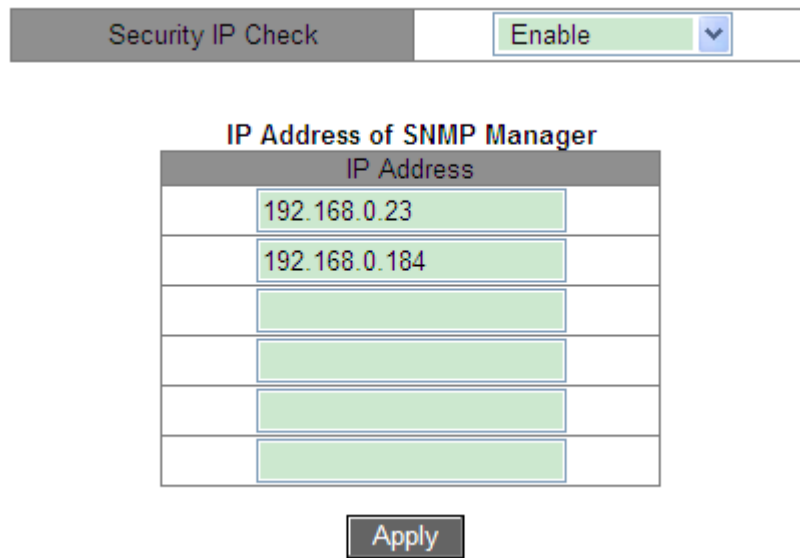 Security IP Check Enable
IP Address of SNMP Manager
IP Address
192.168.0.23
192.168.0.184
Apply